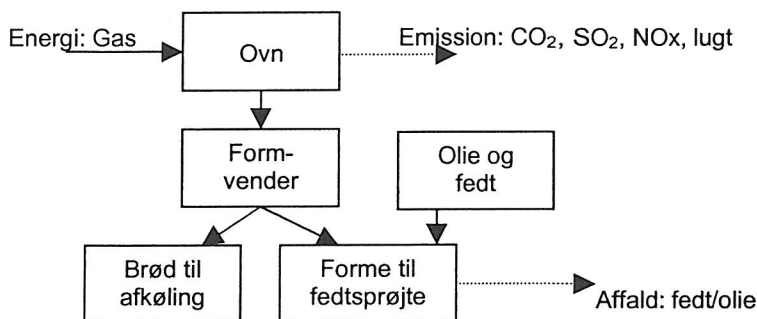 Energi: Gas
Ovn
Emission: CO₂, SO₂, NOx, lugt
Form-
vender
Olie og
fedt
Brød til
afkøling
Forme til
fedtsprøjte
Affald: fedt/olie